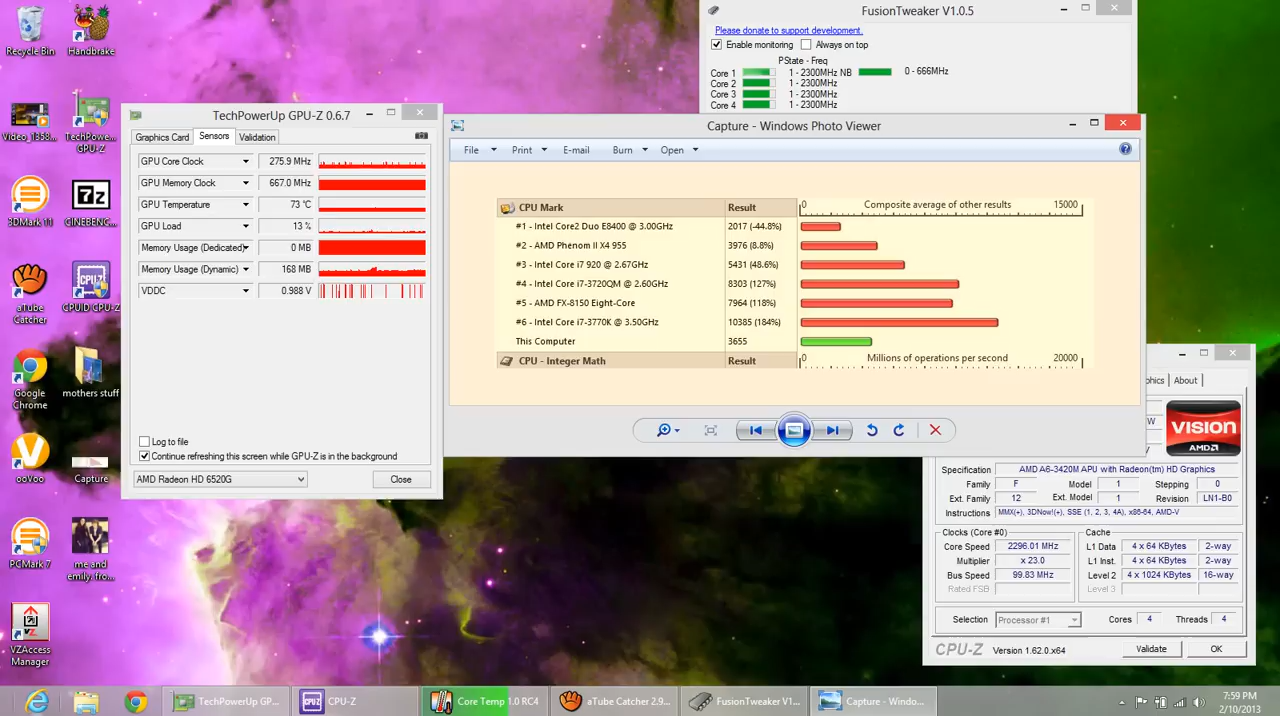 Recycle Bin
Handbrake
Video_1358...
TechPowe...
GPU-Z
3DMark 11
CINEBENC...
aTube
Catcher
CPUID CPU-Z
Google
Chrome
mothers stuff
ooVoo
Capture
PCMark 7
me and
emily. fro...
VZAccess
Manager
TechPowerUp GPU-Z 0.6.7
Graphics Card Sensors Validation
GPU Core Clock 275.9 MHz
GPU Memory Clock 667.0 MHz
GPU Temperature 73 °C
GPU Load 13 %
Memory Usage (Dedicated) 0 MB
Memory Usage (Dynamic) 168 MB
VDDC 0.988 V
Log to file
Continue refreshing this screen while GPU-Z is in the background
AMD Radeon HD 6520G Close
FusionTweaker V1.0.5
Please donate to support development.
Enable monitoring Always on top
PState - Freq
Core 1 1 - 2300MHz NB 0 - 666MHz
Core 2 1 - 2300MHz
Core 3 1 - 2300MHz
Core 4 1 - 2300MHz
Capture - Windows Photo Viewer
File Print E-mail Burn Open
CPU Mark Result 0 Composite average of other results 15000
#1 - Intel Core2 Duo E8400 @ 3.00GHz 2017 (-44.8%)
#2 - AMD Phenom II X4 955 3976 (8.8%)
#3 - Intel Core i7 920 @ 2.67GHz 5431 (48.6%)
#4 - Intel Core i7-3720QM @ 2.60GHz 8303 (127%)
#5 - AMD FX-8150 Eight-Core 7964 (118%)
#6 - Intel Core i7-3770K @ 3.50GHz 10385 (184%)
This Computer 3655
CPU - Integer Math Result 0 Millions of operations per second 20000
phics About
W
VISION
AMD
Specification AMD A6-3420M APU with Radeon(tm) HD Graphics
Family F Model 1 Stepping 0
Ext. Family 12 Ext. Model 1 Revision LN1-B0
Instructions MMX(+), 3DNow!(+), SSE (1, 2, 3, 4A), x86-64, AMD-V
Clocks (Core #0) Cache
Core Speed 2296.01 MHz L1 Data 4 x 64 KBytes 2-way
Multiplier x 23.0 L1 Inst. 4 x 64 KBytes 2-way
Bus Speed 99.83 MHz Level 2 4 x 1024 KBytes 16-way
Rated FSB Level 3
Selection Processor #1 Cores 4 Threads 4
CPU-Z Version 1.62.0.x64 Validate OK
TechPowerUp GP... CPU-Z Core Temp 1.0 RC4 aTube Catcher 2.9... FusionTweaker V1... Capture - Windo...
7:59 PM
2/10/2013